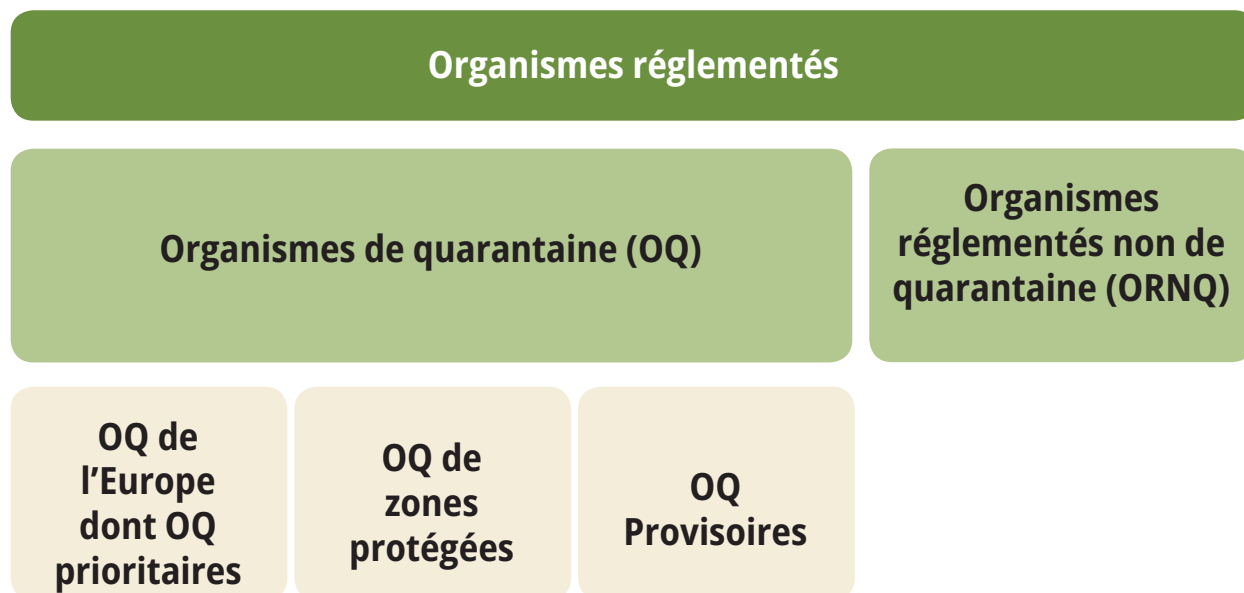 Organismes réglementés
Organismes de quarantaine (OQ)
Organismes
réglementés non de
quarantaine (ORNQ)
OQ de
l’Europe
dont OQ
prioritaires
OQ de
zones
protégées
OQ
Provisoires